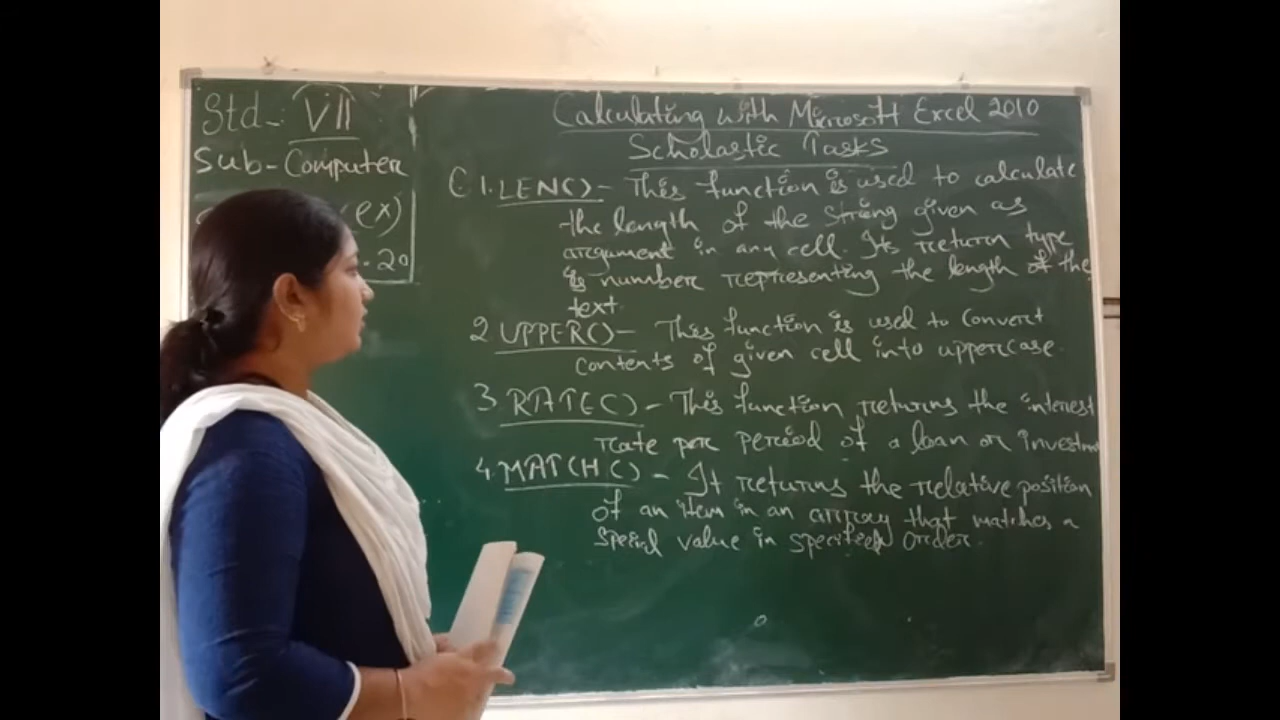 Std- VII
Sub-Computer
ex)
. 20
Calculating with Microsoft Excel 2010
Scholastic Tasks
C 1. LEN()- This function is used to calculate
the length of the string given as
argument in any cell. Its return type
is number representing the length of the
text.
2 UPPER()- This function is used to convert
contents of given cell into uppercase.
3. RATE()- This function returns the interest
rate per period of a loan or investm
4. MATCH()- It returns the relative position
of an item in an array that matches a
special value in specified order.